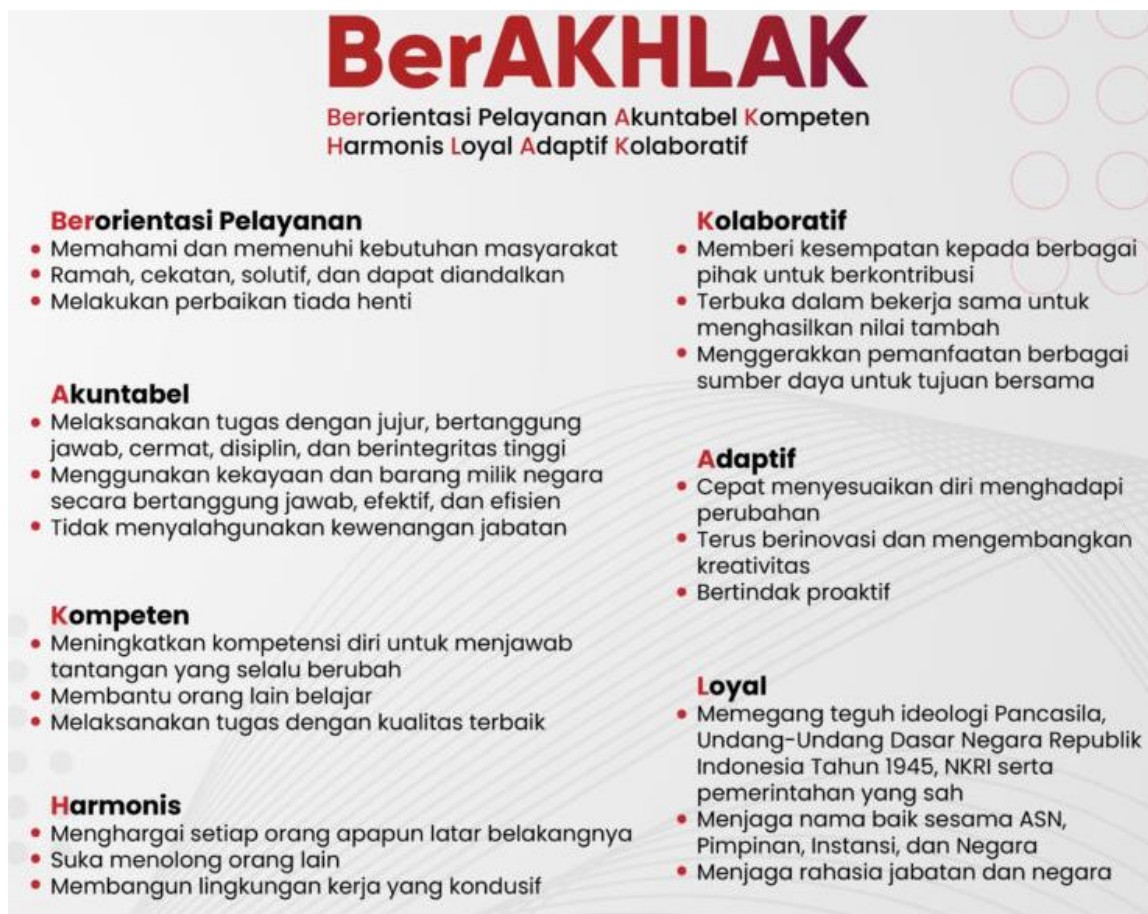 BerAKHLAK
Berorientasi Pelayanan Akuntabel Kompeten
Harmonis Loyal Adaptif Kolaboratif
Berorientasi Pelayanan
• Memahami dan memenuhi kebutuhan masyarakat
• Ramah, cekatan, solutif, dan dapat diandalkan
• Melakukan perbaikan tiada henti
Akuntabel
• Melaksanakan tugas dengan jujur, bertanggung
jawab, cermat, disiplin, dan berintegritas tinggi
• Menggunakan kekayaan dan barang milik negara
secara bertanggung jawab, efektif, dan efisien
• Tidak menyalahgunakan kewenangan jabatan
Kompeten
• Meningkatkan kompetensi diri untuk menjawab
tantangan yang selalu berubah
• Membantu orang lain belajar
• Melaksanakan tugas dengan kualitas terbaik
Harmonis
• Menghargai setiap orang apapun latar belakangnya
• Suka menolong orang lain
• Membangun lingkungan kerja yang kondusif
Kolaboratif
• Memberi kesempatan kepada berbagai
pihak untuk berkontribusi
• Terbuka dalam bekerja sama untuk
menghasilkan nilai tambah
• Menggerakkan pemanfaatan berbagai
sumber daya untuk tujuan bersama
Adaptif
• Cepat menyesuaikan diri menghadapi
perubahan
• Terus berinovasi dan mengembangkan
kreativitas
• Bertindak proaktif
Loyal
• Memegang teguh ideologi Pancasila,
Undang-Undang Dasar Negara Republik
Indonesia Tahun 1945, NKRI serta
pemerintahan yang sah
• Menjaga nama baik sesama ASN,
Pimpinan, Instansi, dan Negara
• Menjaga rahasia jabatan dan negara